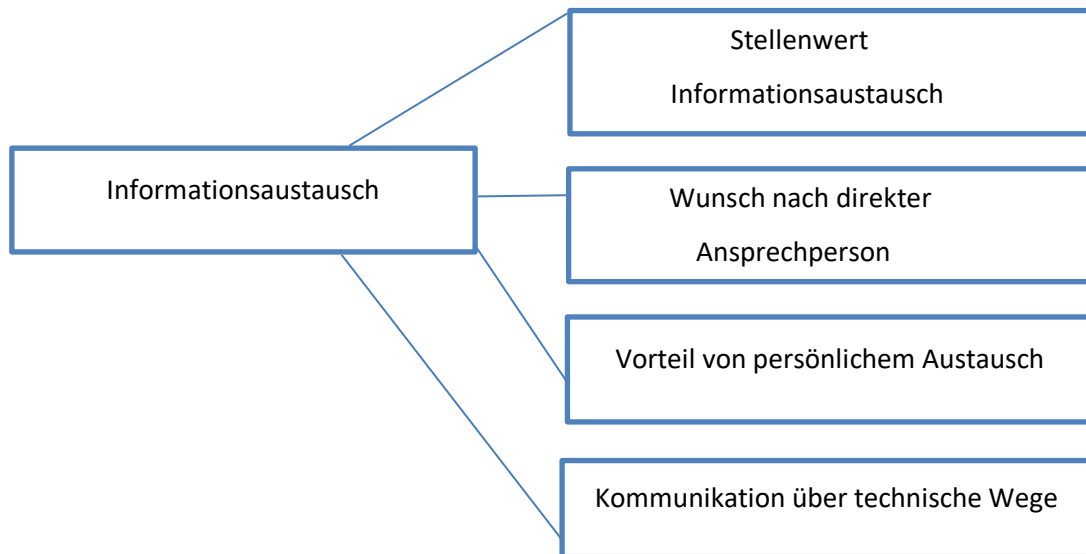 Stellenwert
Informationsaustausch
Informationsaustausch
Wunsch nach direkter
Ansprechperson
Vorteil von persönlichem Austausch
Kommunikation über technische Wege